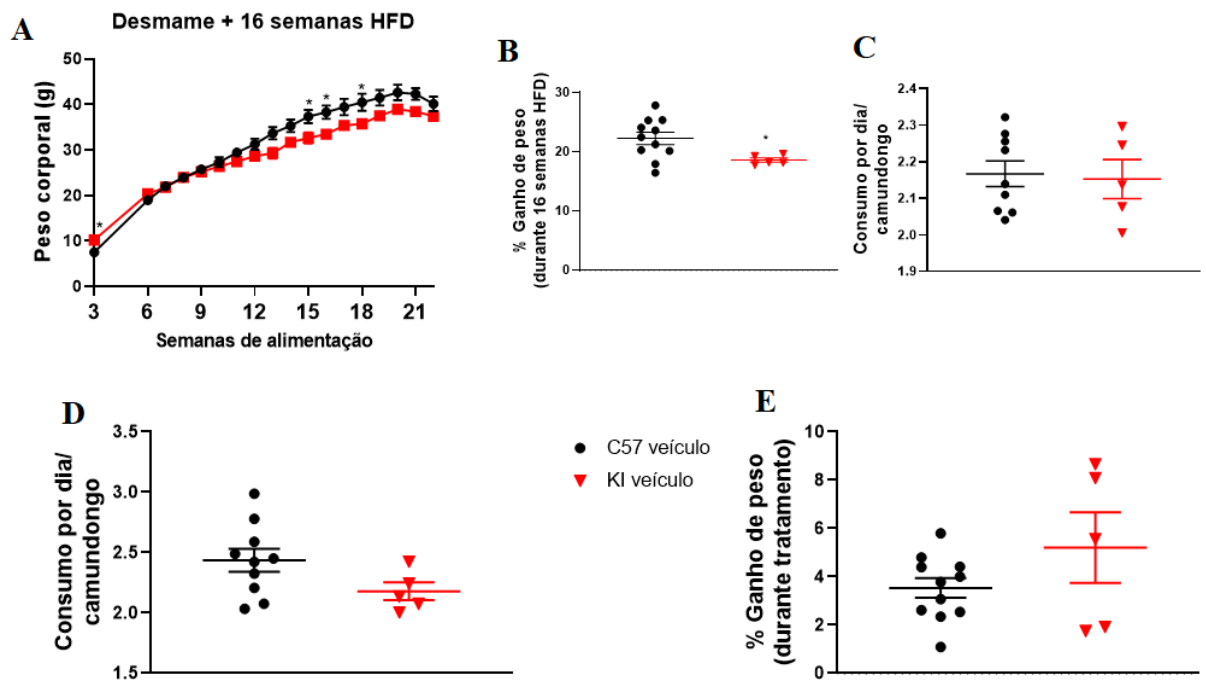 A
Desmame + 16 semanas HFD
Peso corporal (g)
50
40
30
20
10
0
*
*
*
*
3
6
9
12
15
18
21
Semanas de alimentação
B
% Ganho de peso
(durante 16 semanas HFD)
30
20
10
0
*
C
Consumo por dia/
camundongo
2.4
2.3
2.2
2.1
2.0
1.9
D
Consumo por dia/
camundongo
3.5
3.0
2.5
2.0
1.5
C57 veículo
KI veículo
E
% Ganho de peso
(durante tratamento)
10
8
6
4
2
0